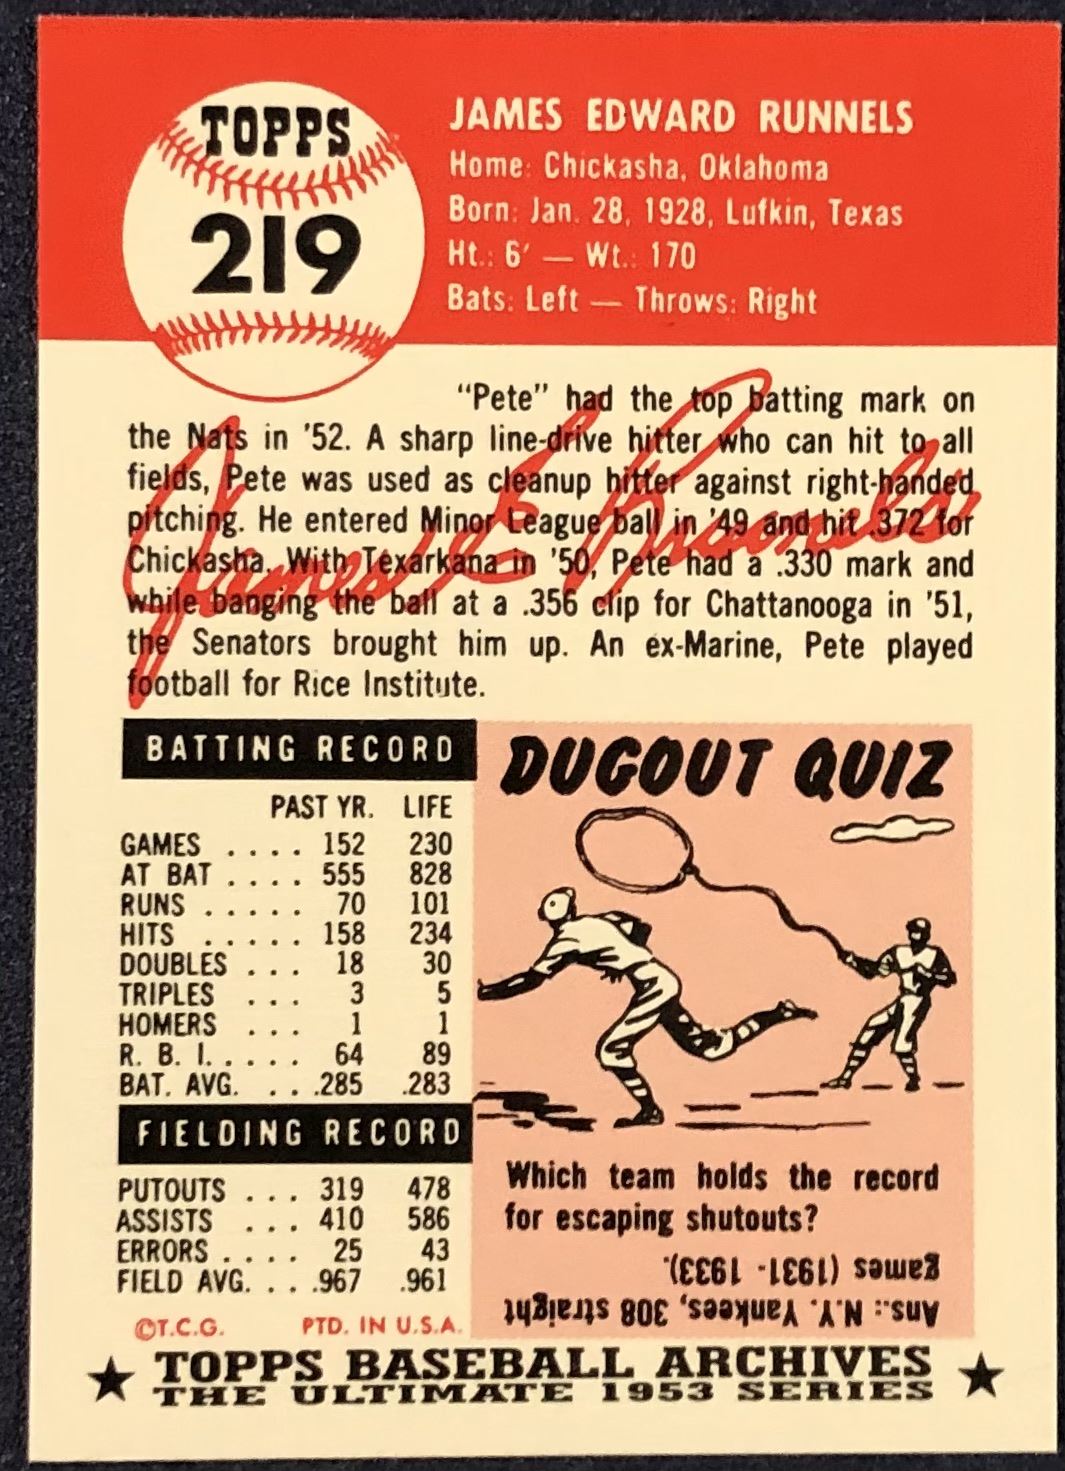 TOPPS
219
JAMES EDWARD RUNNELS
Home: Chickasha, Oklahoma
Born: Jan. 28, 1928, Lufkin, Texas
Ht.: 6′ — Wt.: 170
Bats: Left — Throws: Right
"Pete" had the top batting mark on
the Nats in '52. A sharp line-drive hitter who can hit to all
fields, Pete was used as cleanup hitter against right-handed
pitching. He entered Minor League ball in '49 and hit .372 for
Chickasha. With Texarkana in '50, Pete had a .330 mark and
while banging the ball at a .356 clip for Chattanooga in '51,
the Senators brought him up. An ex-Marine, Pete played
football for Rice Institute.
James E Runnels
BATTING RECORD
PAST YR. LIFE
GAMES .... 152 230
AT BAT .... 555 828
RUNS ..... 70 101
HITS ..... 158 234
DOUBLES ... 18 30
TRIPLES ... 3 5
HOMERS ... 1 1
R. B. I. .... 64 89
BAT. AVG. ... .285 .283
FIELDING RECORD
PUTOUTS ... 319 478
ASSISTS ... 410 586
ERRORS .... 25 43
FIELD AVG. ... .967 .961
©T.C.G. PTD. IN U.S.A.
DUGOUT QUIZ
Which team holds the record
for escaping shutouts?
Ans.: N.Y. Yankees, 308 straight
games (1931-1933).
★ TOPPS BASEBALL ARCHIVES ★
THE ULTIMATE 1953 SERIES